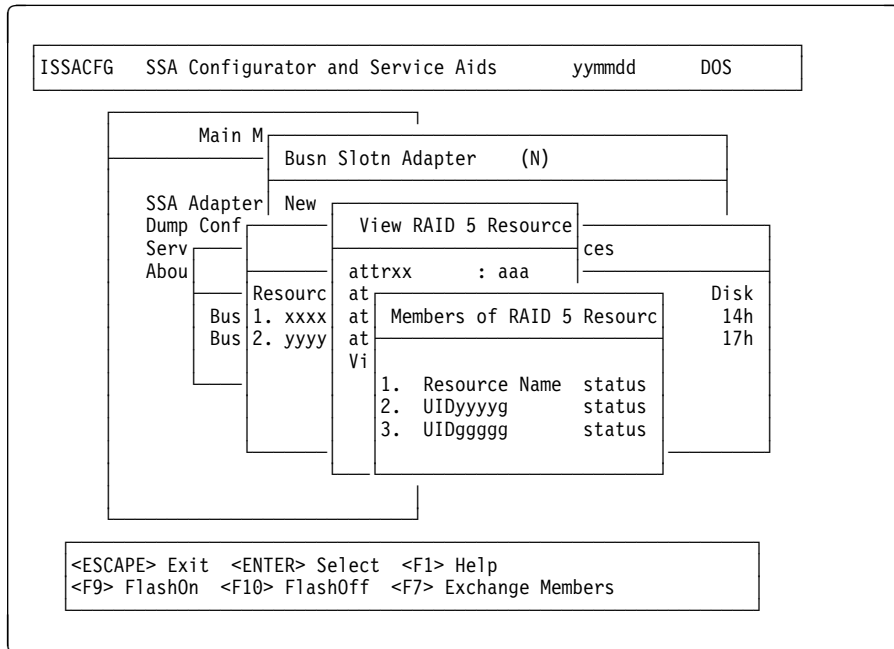 ISSACFG SSA Configurator and Service Aids yymmdd DOS
Main M
Busn Slotn Adapter (N)
SSA Adapter New
Dump Conf View RAID 5 Resource
Serv ces
Abou attrxx : aaa
Resourc at Disk
Bus 1. xxxx at Members of RAID 5 Resourc 14h
Bus 2. yyyy at 17h
Vi
1. Resource Name status
2. UIDyyyyg status
3. UIDggggg status
<ESCAPE> Exit <ENTER> Select <F1> Help
<F9> FlashOn <F10> FlashOff <F7> Exchange Members